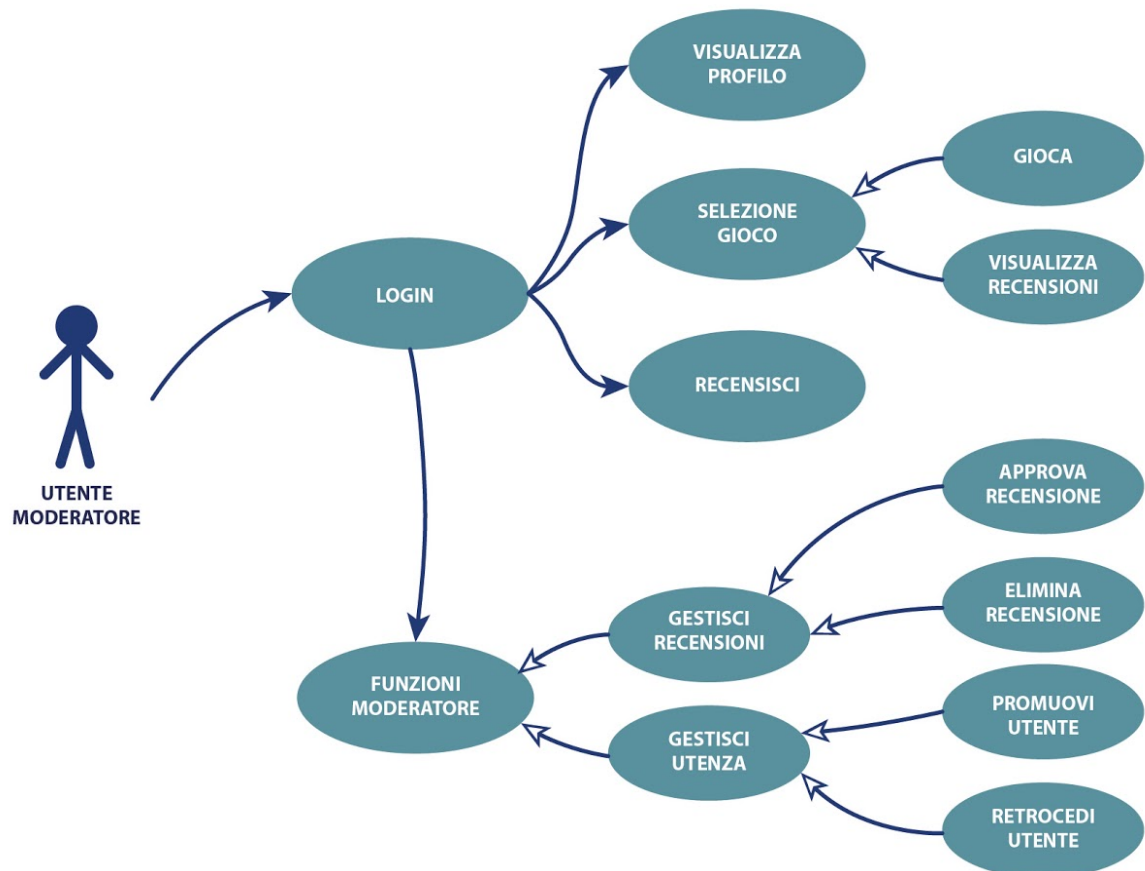 VISUALIZZA
PROFILO
GIOCA
SELEZIONE
GIOCO
VISUALIZZA
RECENSIONI
LOGIN
RECENSISCI
UTENTE
MODERATORE
APPROVA
RECENSIONE
ELIMINA
RECENSIONE
GESTISCI
RECENSIONI
FUNZIONI
MODERATORE
PROMUOVI
UTENTE
GESTISCI
UTENZA
RETROCEDI
UTENTE